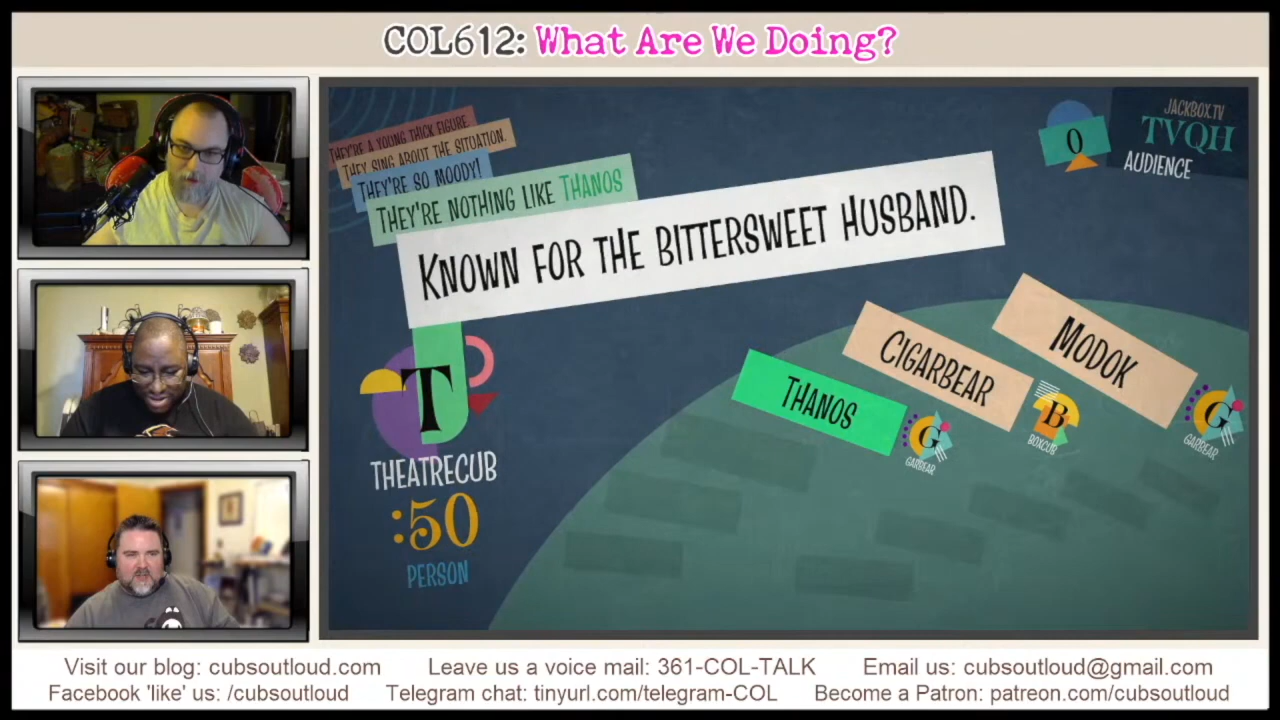 COL612: What Are We Doing?
THEY'RE A YOUNG THICK FIGURE.
THEY SING ABOUT THE SITUATION.
THEY'RE SO MOODY!
THEY'RE NOTHING LIKE THANOS
KNOWN FOR THE BITTERSWEET HUSBAND.
0
JACKBOX.TV
TVQH
AUDIENCE
T
THEATRECUB
:50
PERSON
THANOS
G
GARBEAR
CIGARBEAR
B
BOXCUB
MODOK
G
GARBEAR
Visit our blog: cubsoutloud.com Leave us a voice mail: 361-COL-TALK Email us: cubsoutloud@gmail.com
Facebook 'like' us: /cubsoutloud Telegram chat: tinyurl.com/telegram-COL Become a Patron: patreon.com/cubsoutloud